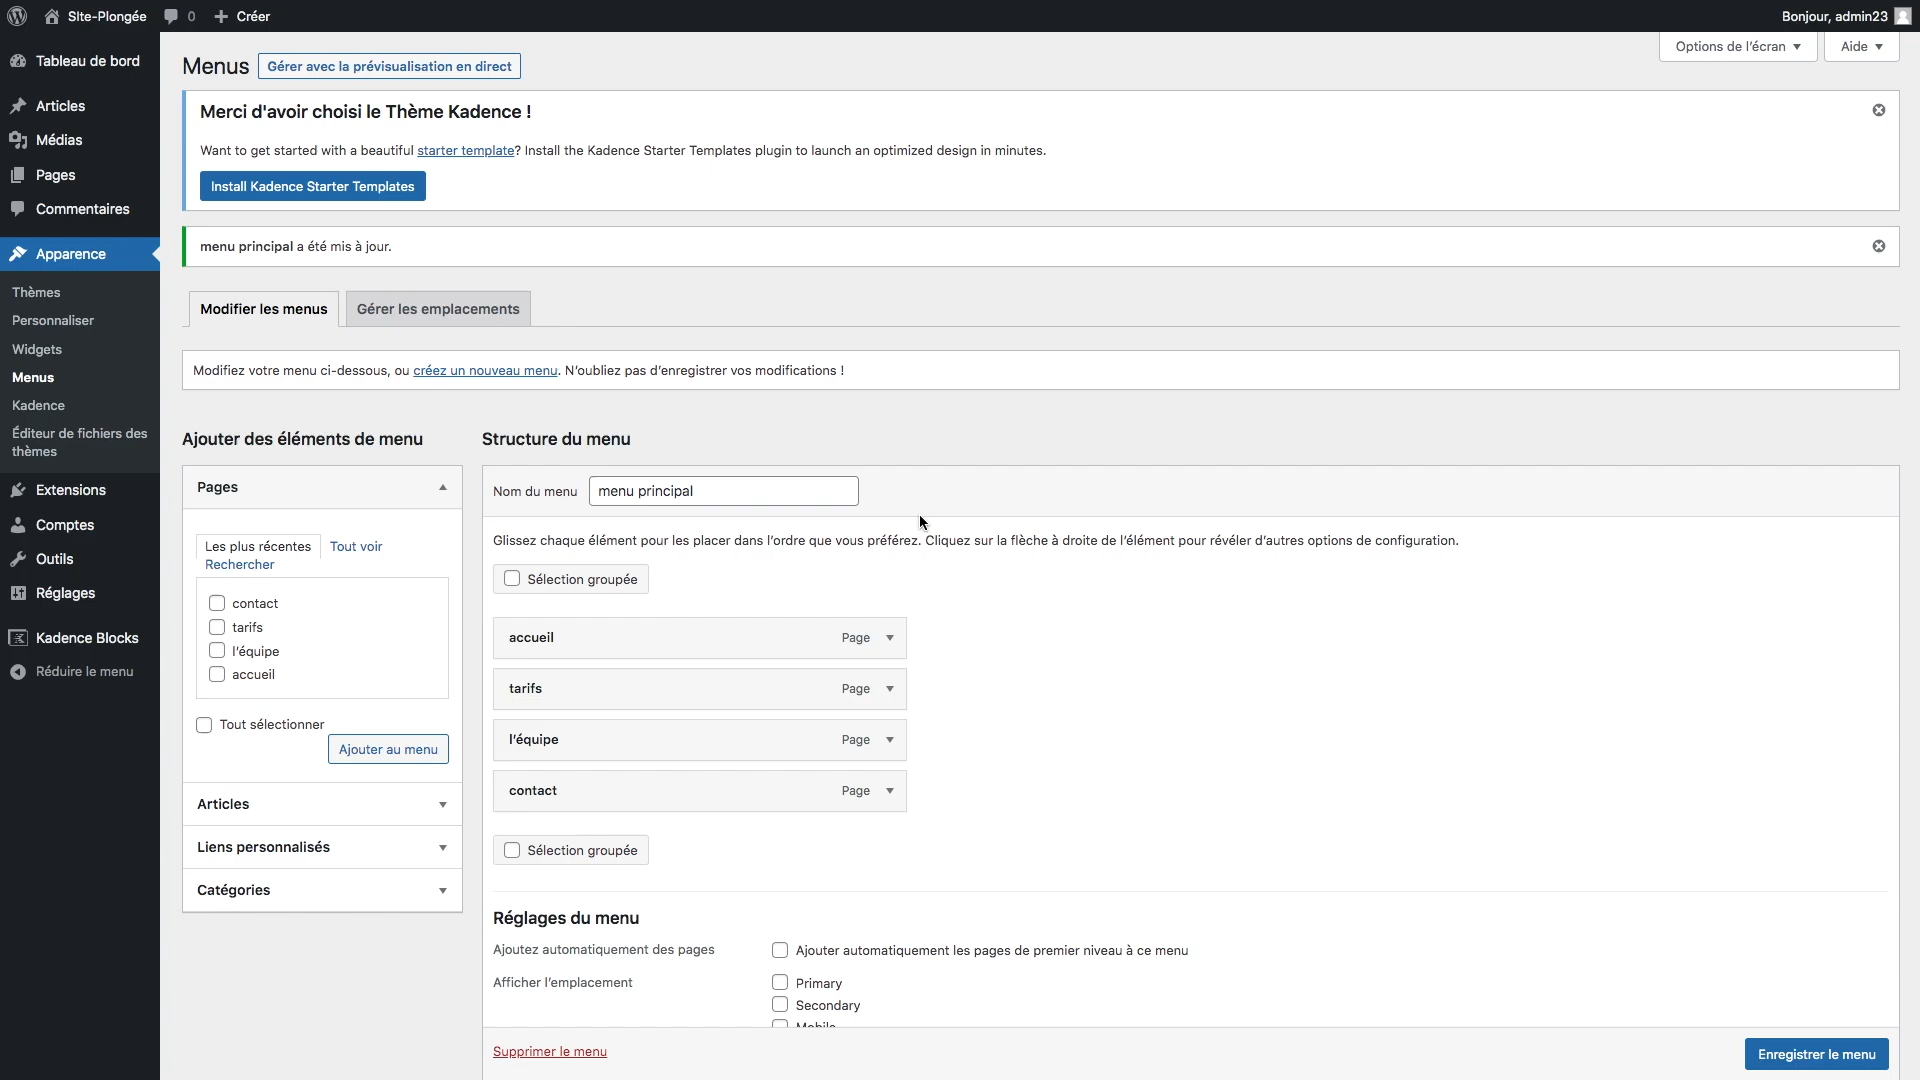 SIte-Plongée
0
Créer
Bonjour, admin23
Tableau de bord
Articles
Médias
Pages
Commentaires
Apparence
Thèmes
Personnaliser
Widgets
Menus
Kadence
Éditeur de fichiers des
thèmes
Extensions
Comptes
Outils
Réglages
Kadence Blocks
Réduire le menu
Options de l'écran
Aide
Menus
Gérer avec la prévisualisation en direct
Merci d'avoir choisi le Thème Kadence !
Want to get started with a beautiful starter template? Install the Kadence Starter Templates plugin to launch an optimized design in minutes.
Install Kadence Starter Templates
menu principal a été mis à jour.
Modifier les menus
Gérer les emplacements
Modifiez votre menu ci-dessous, ou créez un nouveau menu. N'oubliez pas d'enregistrer vos modifications !
Ajouter des éléments de menu
Pages
Les plus récentes
Tout voir
Rechercher
contact
tarifs
l'équipe
accueil
Tout sélectionner
Ajouter au menu
Articles
Liens personnalisés
Catégories
Structure du menu
Nom du menu
menu principal
Glissez chaque élément pour les placer dans l'ordre que vous préférez. Cliquez sur la flèche à droite de l'élément pour révéler d'autres options de configuration.
Sélection groupée
accueil Page
tarifs Page
l'équipe Page
contact Page
Sélection groupée
Réglages du menu
Ajoutez automatiquement des pages
Ajouter automatiquement les pages de premier niveau à ce menu
Afficher l'emplacement
Primary
Secondary
Mobile
Supprimer le menu
Enregistrer le menu